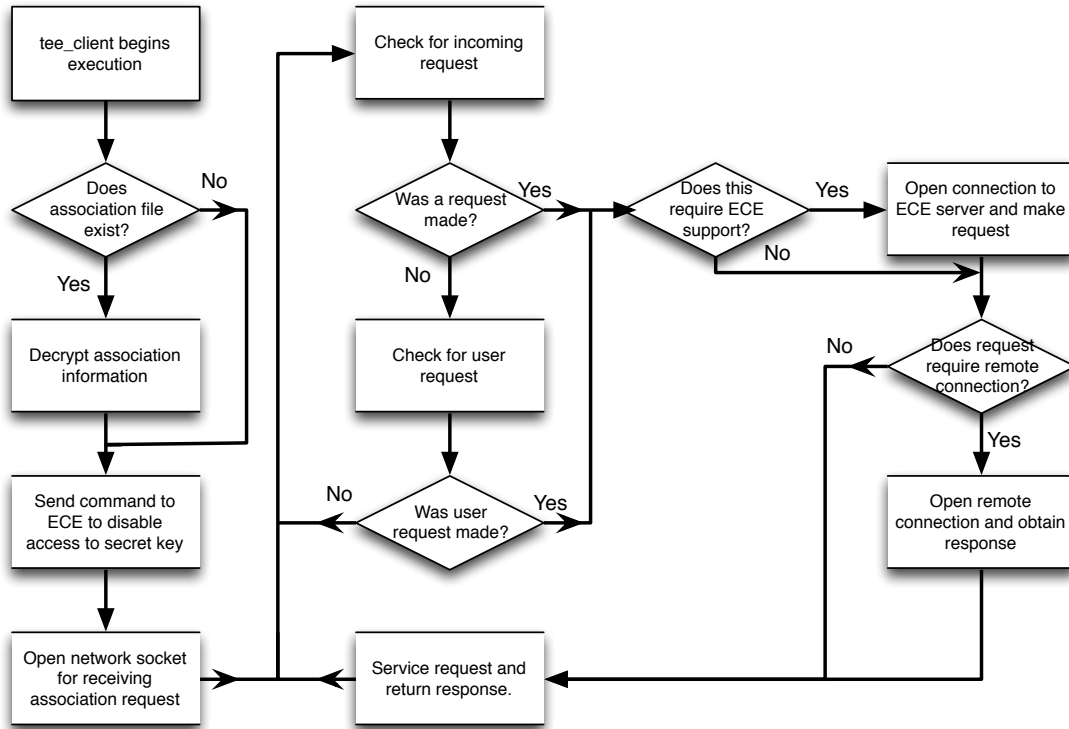 tee_client begins
execution
Does
association file
exist?
No
Yes
Decrypt association
information
Send command to
ECE to disable
access to secret key
Open network socket
for receiving
association request
Check for incoming
request
Was a request
made?
Yes
No
Check for user
request
Was user
request made?
No
Yes
Does this
require ECE
support?
Yes
No
Open connection to
ECE server and make
request
Does request
require remote
connection?
No
Yes
Open remote
connection and obtain
response
Service request and
return response.